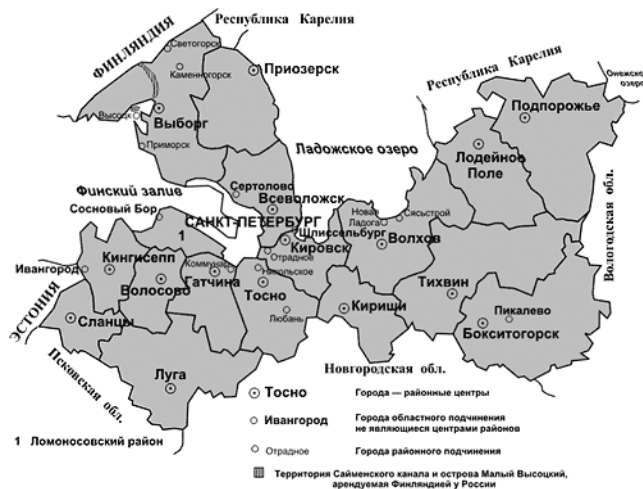 Республика Карелия
Светогорск
ФИНЛЯНДИЯ
Каменногорск
Приозерск
Республика Карелия
Онежское
озеро
Подпорожье
Высоцк
Выборг
Приморск
Ладожское озеро
Лодейное
Поле
Финский залив
Сертолово
Всеволожск
Сосновый Бор
САНКТ-ПЕТЕРБУРГ
Новая
Ладога
Сясьстрой
Вологодская обл.
1
Шлиссельбург
Кировск
Волхов
Отрадное
Ивангород
Кингисепп
Коммунар
Никольское
Волосово
Гатчина
Тосно
Тихвин
ЭСТОНИЯ
Сланцы
Любань
Кириши
Пикалево
Бокситогорск
Псковская обл.
Луга
Новгородская обл.
Тосно
Города — районные центры
Ивангород
Города областного подчинения
не являющиеся центрами районов
1 Ломоносовский район
Отрадное
Города районного подчинения
Территория Сайменского канала и острова Малый Высоцкий,
арендуемая Финляндией у России